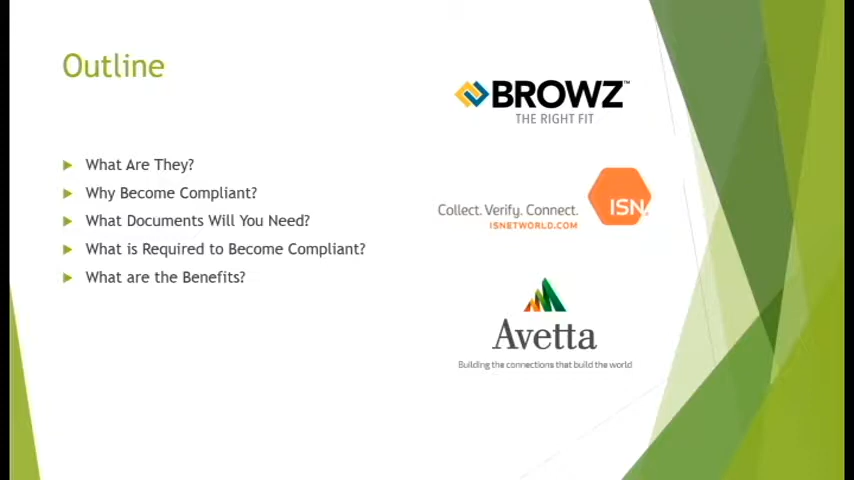 Outline
What Are They?
Why Become Compliant?
What Documents Will You Need?
What is Required to Become Compliant?
What are the Benefits?
BROWZ™
THE RIGHT FIT
Collect. Verify. Connect.
ISNETWORLD.COM
ISN
Avetta
Building the connections that build the world